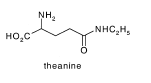 NH₂
HO₂C
NHC₂H₅
O
theanine